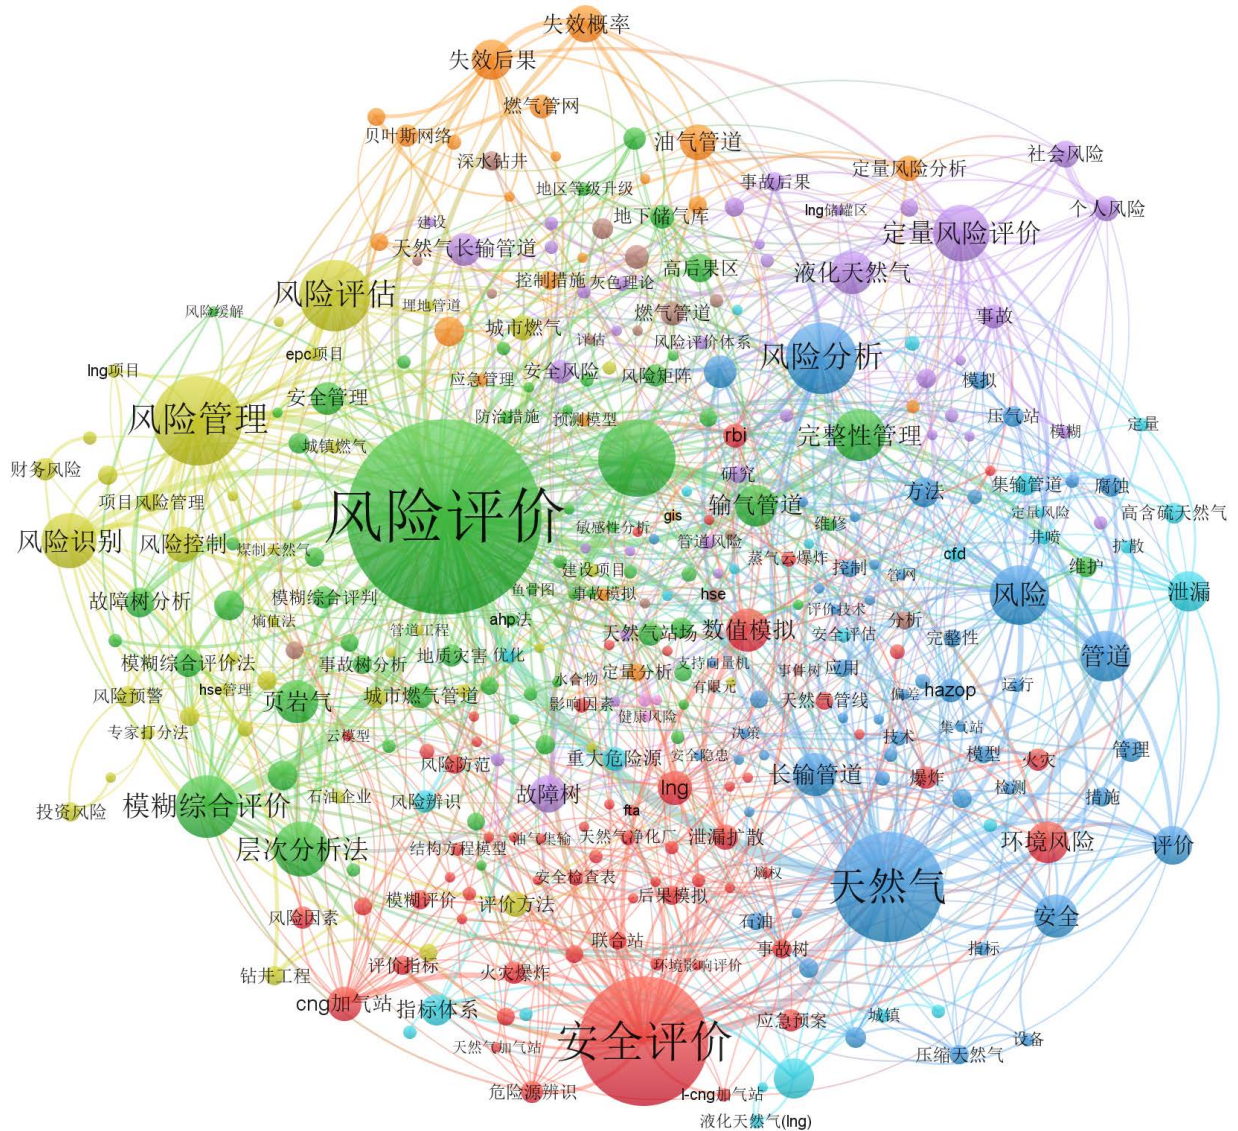 失效概率
失效后果
燃气管网
贝叶斯网络
油气管道
社会风险
深水钻井
定量风险分析
地区等级升级
事故后果
个人风险
建设
地下储气库
lng储罐区
定量风险评价
天然气长输管道
高后果区
液化天然气
控制措施
灰色理论
风险评估
埋地管道
风险缓解
燃气管道
事故
城市燃气
评估
风险评价体系
epc项目
风险分析
lng项目
应急管理
安全风险
风险矩阵
模拟
安全管理
风险管理
防治措施
预测模型
压气站
定量
rbi
完整性管理
模糊
城镇燃气
财务风险
研究
项目风险管理
输气管道
方法
集输管道
腐蚀
风险评价
gis
定量风险
高含硫天然气
敏感性分析
维修
风险识别
风险控制
煤制天然气
管道风险
井喷
扩散
蒸气云爆炸
cfd
维护
建设项目
控制
管网
鱼骨图
事故模拟
hse
风险
泄漏
故障树分析
模糊综合评判
评价技术
熵值法
ahp法
管道工程
天然气站场
数值模拟
安全评估
分析
完整性
模糊综合评价法
事故树分析
地质灾害
优化
支持向量机
管道
定量分析
事件树
应用
水合物
有限元
运行
风险预警
hse管理
页岩气
城市燃气管道
影响因素
天然气管线
偏差
hazop
健康风险
专家打分法
云模型
决策
技术
集气站
风险防范
重大危险源
安全隐患
模型
管理
火灾
长输管道
爆炸
检测
lng
故障树
石油企业
风险辨识
措施
投资风险
模糊综合评价
fta
层次分析法
结构方程模型
油气集输
天然气净化厂
泄漏扩散
环境风险
评价
安全检查表
熵权
天然气
模糊评价
评价方法
后果模拟
风险因素
石油
安全
联合站
事故树
指标
评价指标
火灾爆炸
环境影响评价
钻井工程
cng加气站
指标体系
城镇
应急预案
安全评价
设备
天然气加气站
压缩天然气
危险源辨识
l-cng加气站
液化天然气(lng)